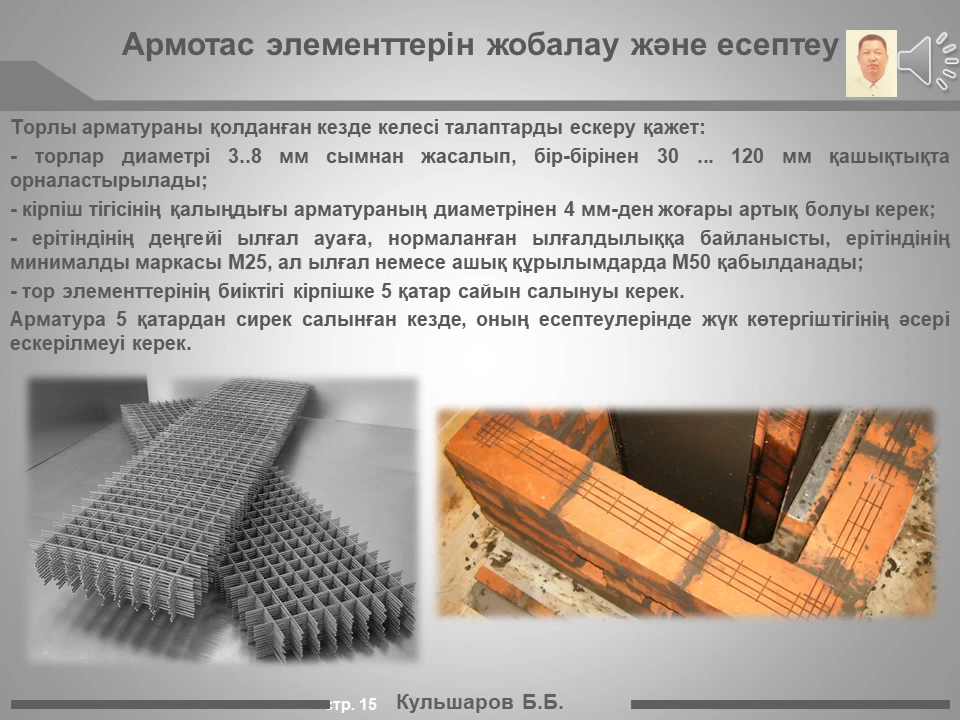 Армотас элементтерін жобалау және есептеу
Торлы арматураны қолданған кезде келесі талаптарды ескеру қажет:
- торлар диаметрі 3..8 мм сымнан жасалып, бір-бірінен 30 ... 120 мм қашықтықта
орналастырылады;
- кірпіш тігісінің қалыңдығы арматураның диаметрінен 4 мм-ден жоғары артық болуы керек;
- ерітіндінің деңгейі ылғал ауаға, нормаланған ылғалдылыққа байланысты, ерітіндінің
минималды маркасы М25, ал ылғал немесе ашық құрылымдарда М50 қабылданады;
- тор элементтерінің биіктігі кірпішке 5 қатар сайын салынуы керек.
Арматура 5 қатардан сирек салынған кезде, оның есептеулерінде жүк көтергіштігінің әсері
ескерілмеуі керек.
стр. 15 Кульшаров Б.Б.